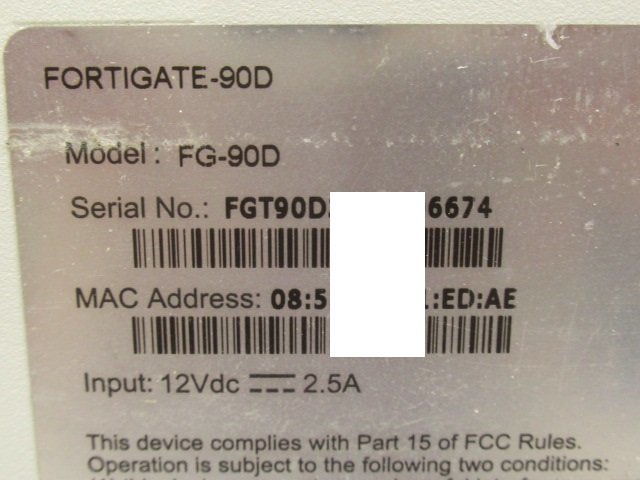 FORTIGATE-90D
Model : FG-90D
Serial No.: FGT90D 6674
MAC Address: 08:5 :ED:AE
Input: 12Vdc 2.5A
This device complies with Part 15 of FCC Rules.
Operation is subject to the following two conditions: